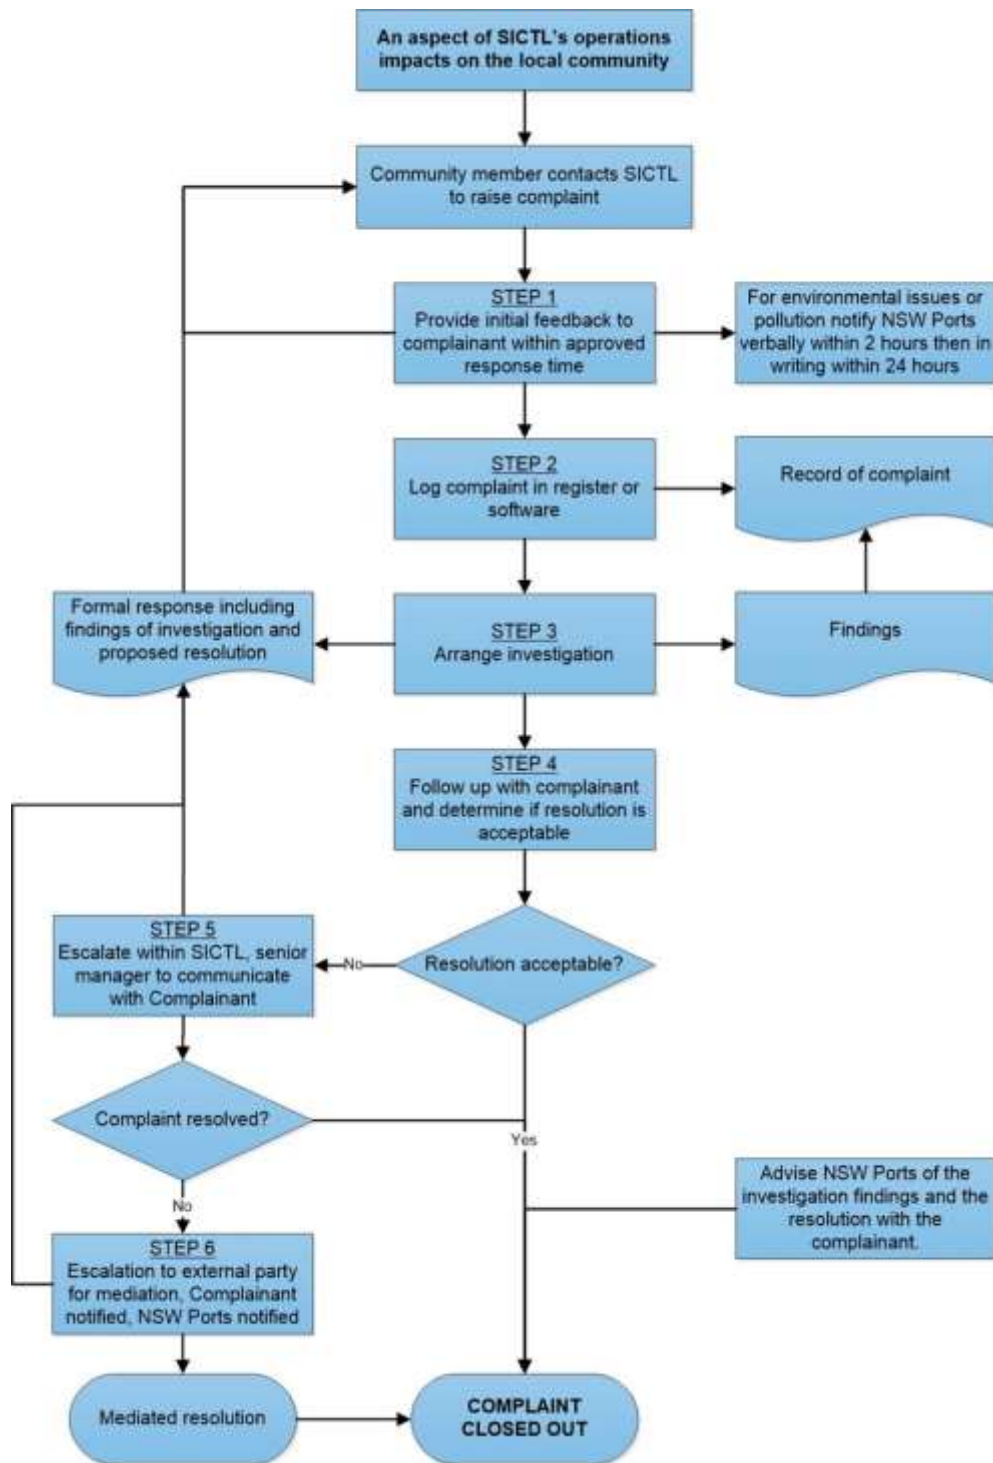 An aspect of SICTL's operations
impacts on the local community
Community member contacts SICTL
to raise complaint
STEP 1
Provide initial feedback to
complainant within approved
response time
For environmental issues or
pollution notify NSW Ports
verbally within 2 hours then in
writing within 24 hours
STEP 2
Log complaint in register or
software
Record of complaint
Formal response including
findings of investigation and
proposed resolution
STEP 3
Arrange investigation
Findings
STEP 4
Follow up with complainant
and determine if resolution is
acceptable
STEP 5
Escalate within SICTL, senior
manager to communicate
with Complainant
No
Resolution acceptable?
Complaint resolved?
Yes
Advise NSW Ports of the
investigation findings and the
resolution with the
complainant.
No
STEP 6
Escalation to external party
for mediation, Complainant
notified, NSW Ports notified
Mediated resolution
COMPLAINT
CLOSED OUT